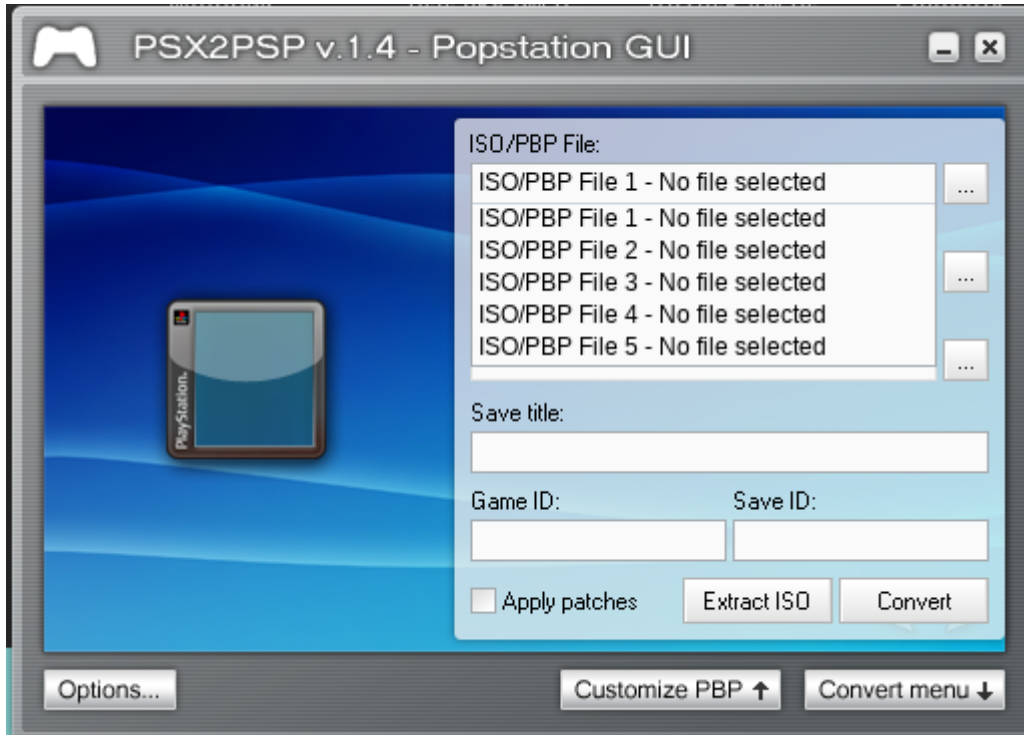 PSX2PSP v.1.4 - Popstation GUI
ISO/PBP File:
ISO/PBP File 1 - No file selected
...
ISO/PBP File 1 - No file selected
ISO/PBP File 2 - No file selected
ISO/PBP File 3 - No file selected
...
ISO/PBP File 4 - No file selected
ISO/PBP File 5 - No file selected
...
PlayStation.
Save title:
Game ID: Save ID:
Apply patches Extract ISO Convert
Options... Customize PBP ↑ Convert menu ↓